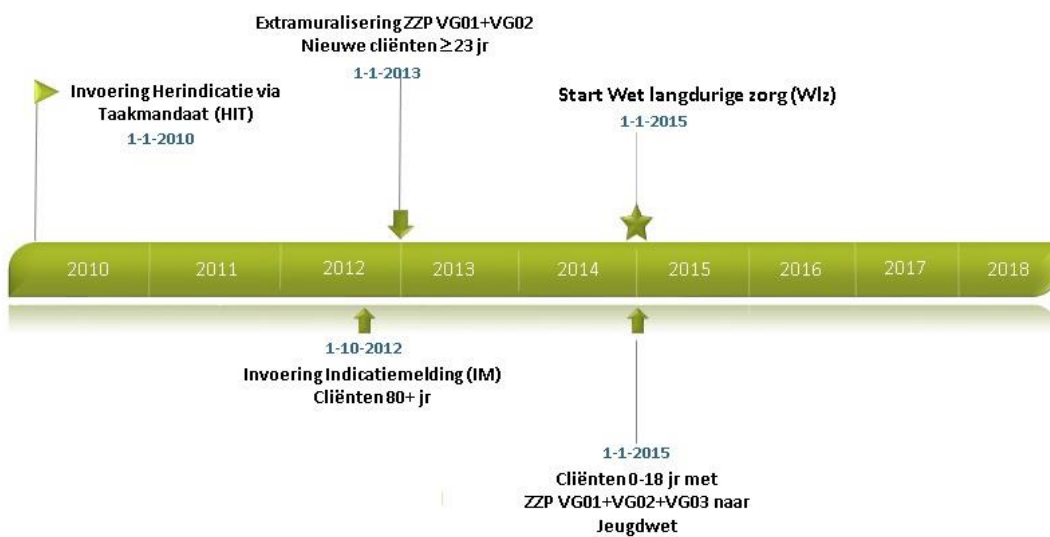 Extramuralisering ZZP VG01+VG02
Nieuwe cliënten ≥ 23 jr
1-1-2013
Invoering Herindicatie via
Taakmandaat (HIT)
1-1-2010
Start Wet langdurige zorg (Wlz)
1-1-2015
2010 2011 2012 2013 2014 2015 2016 2017 2018
1-10-2012
Invoering Indicatiemelding (IM)
Cliënten 80+ jr
1-1-2015
Cliënten 0-18 jr met
ZZP VG01+VG02+VG03 naar
Jeugdwet